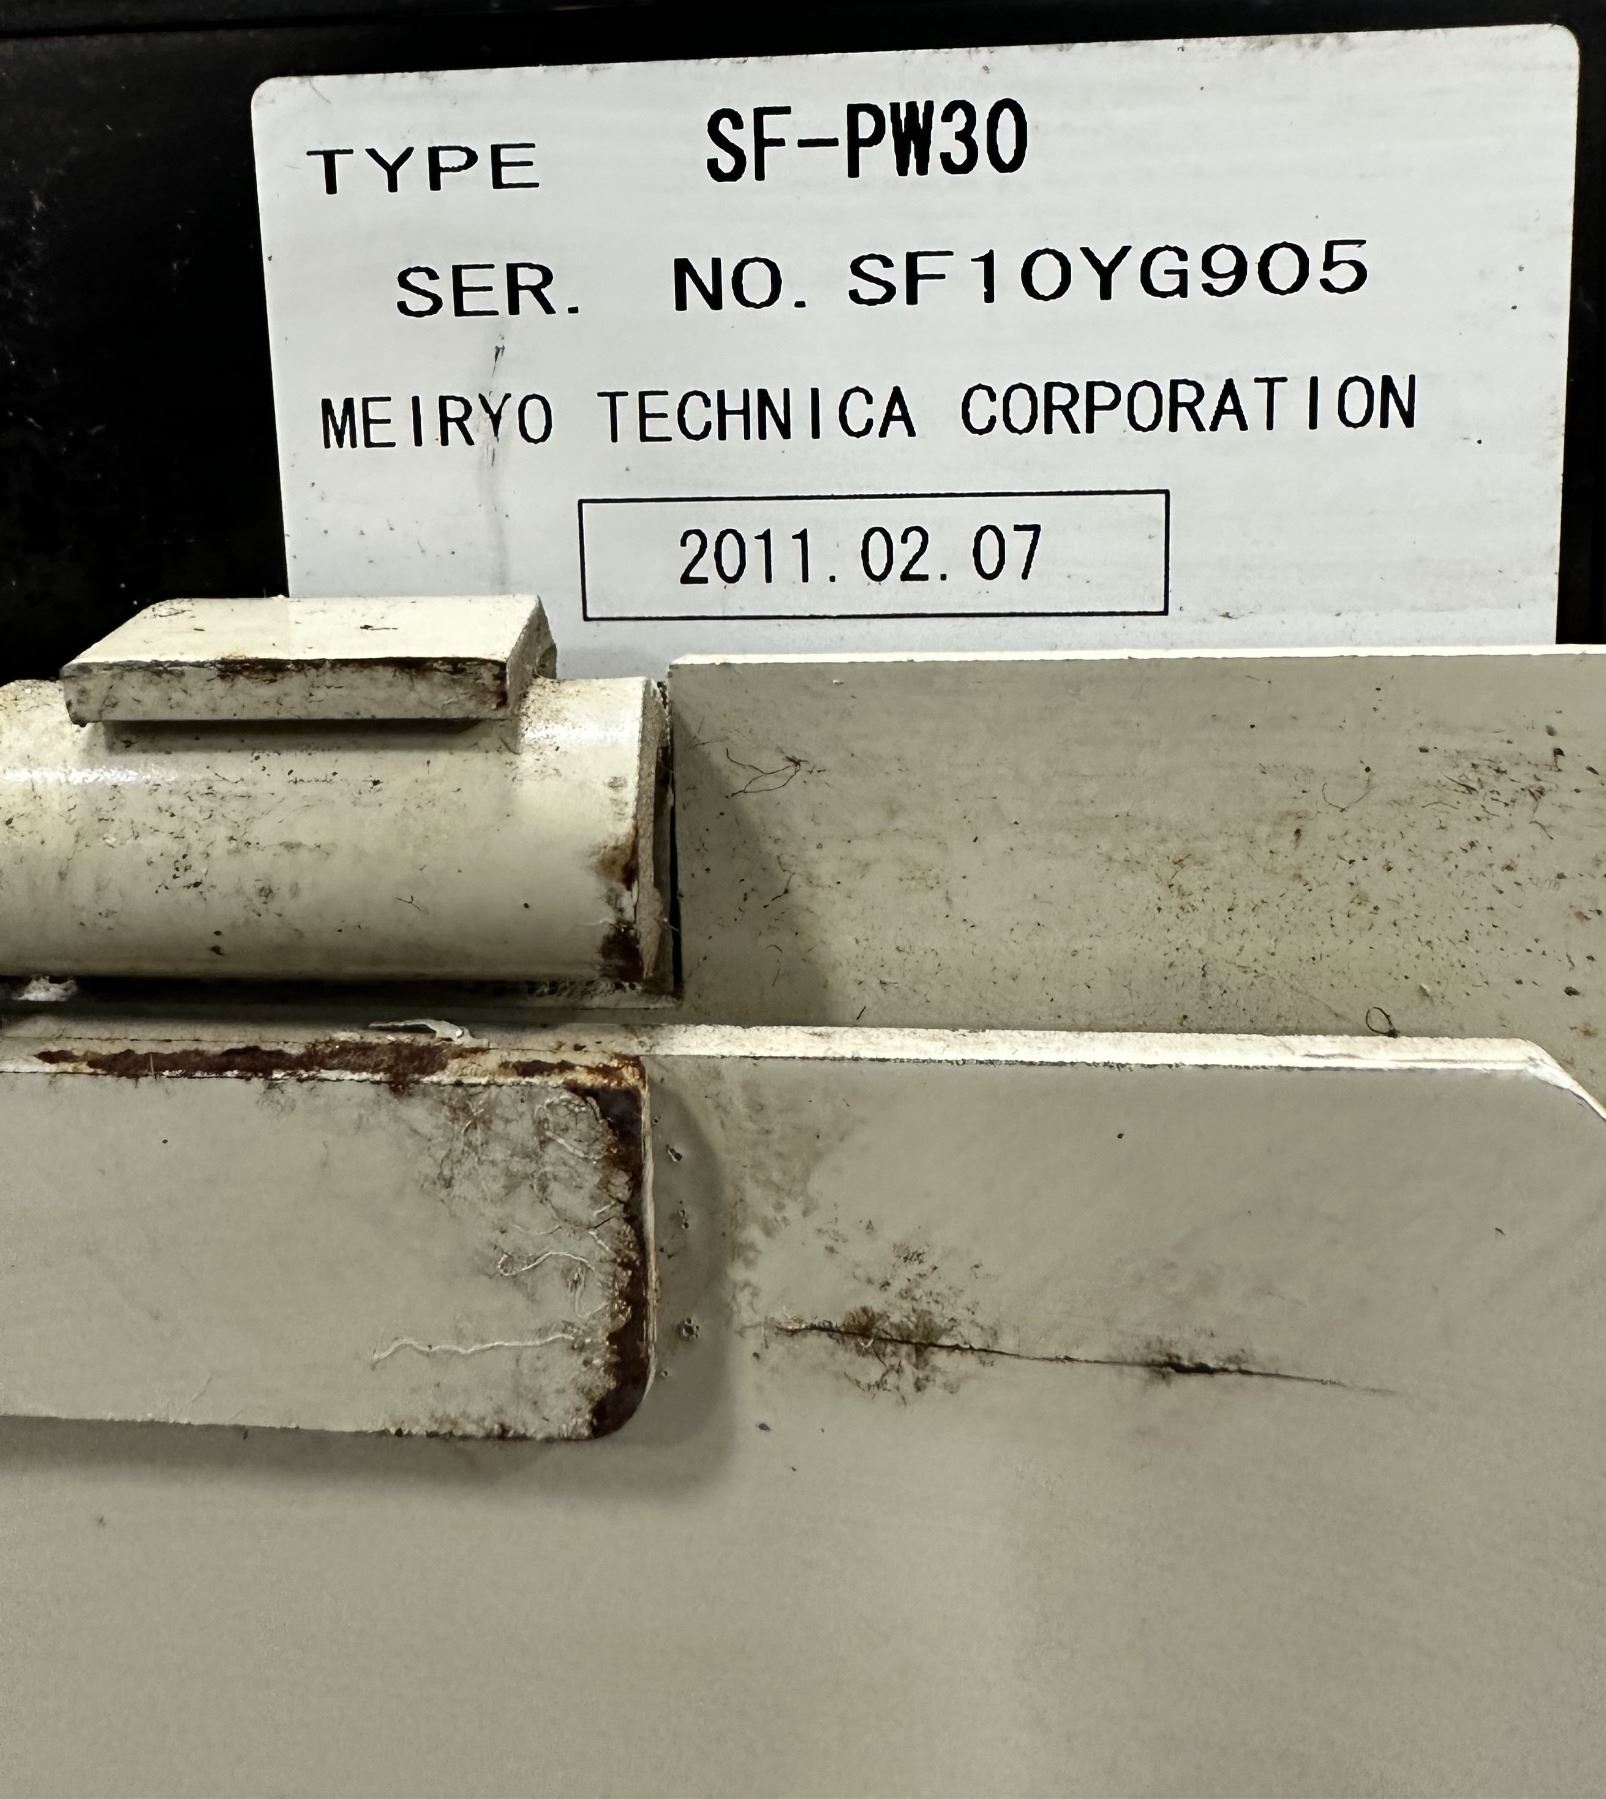 TYPE SF-PW30
SER. NO. SF10YG905
MEIRYO TECHNICA CORPORATION
2011.02.07